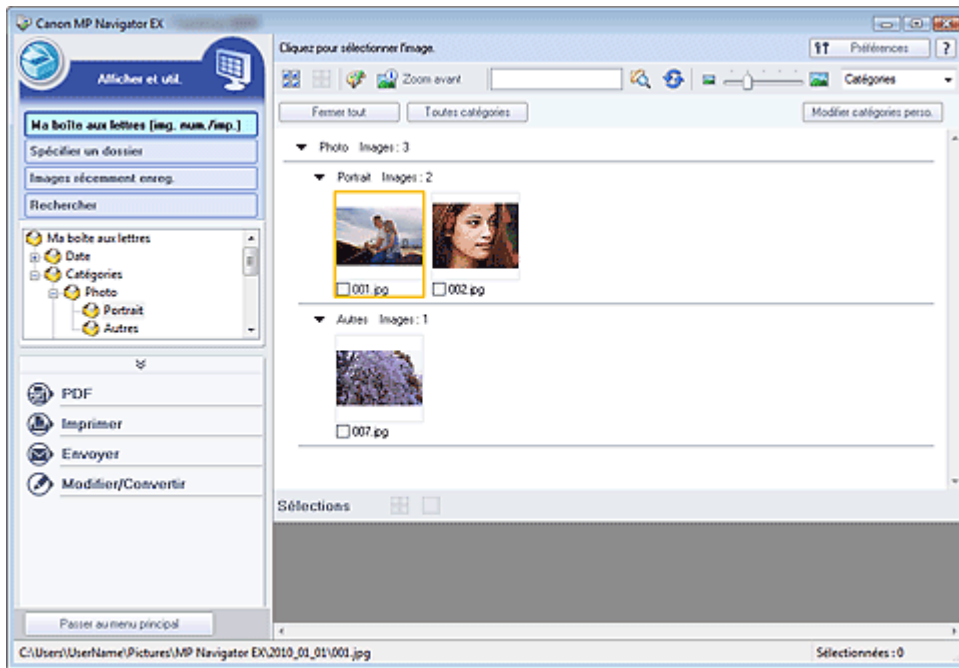 Canon MP Navigator EX
Cliquez pour sélectionner l'image.
Préférences
?
Afficher et util.
Zoom avant
Catégories
Fermer tout
Toutes catégories
Modifier catégories perso.
Ma boîte aux lettres (img. num./imp.)
Spécifier un dossier
Images récemment enreg.
Rechercher
Ma boîte aux lettres
Date
Catégories
Photo
Portrait
Autres
PDF
Imprimer
Envoyer
Modifier/Convertir
Passer au menu principal
Photo Images : 3
Portrait Images : 2
001.jpg
002.jpg
Autres Images : 1
007.jpg
Sélections
C:\Users\UserName\Pictures\MP Navigator EX\2010_01_01\001.jpg
Sélectionnées : 0